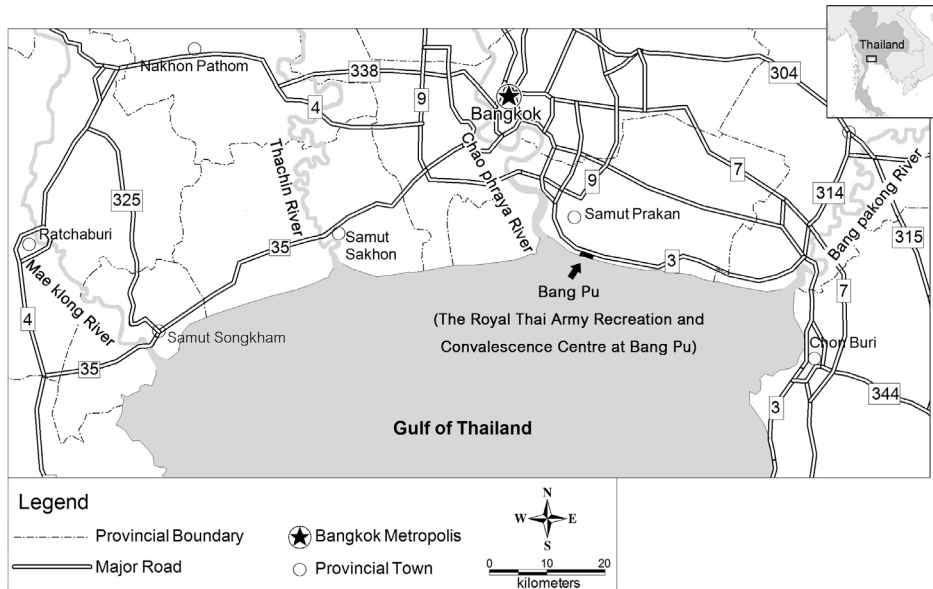 Thailand
Nakhon Pathom
338
304
4
9
Bangkok
Thachin River
Chao phraya River
7
325
9
314
Bang pakong River
Samut Prakan
315
Ratchaburi
35
Samut
Sakhon
3
Mae klong River
7
Bang Pu
(The Royal Thai Army Recreation and
Convalescence Centre at Bang Pu)
4
Samut Songkham
Chon Buri
35
344
3
Gulf of Thailand
Legend
Provincial Boundary
Bangkok Metropolis
Major Road
Provincial Town
N
W E
S
0 10 20
kilometers